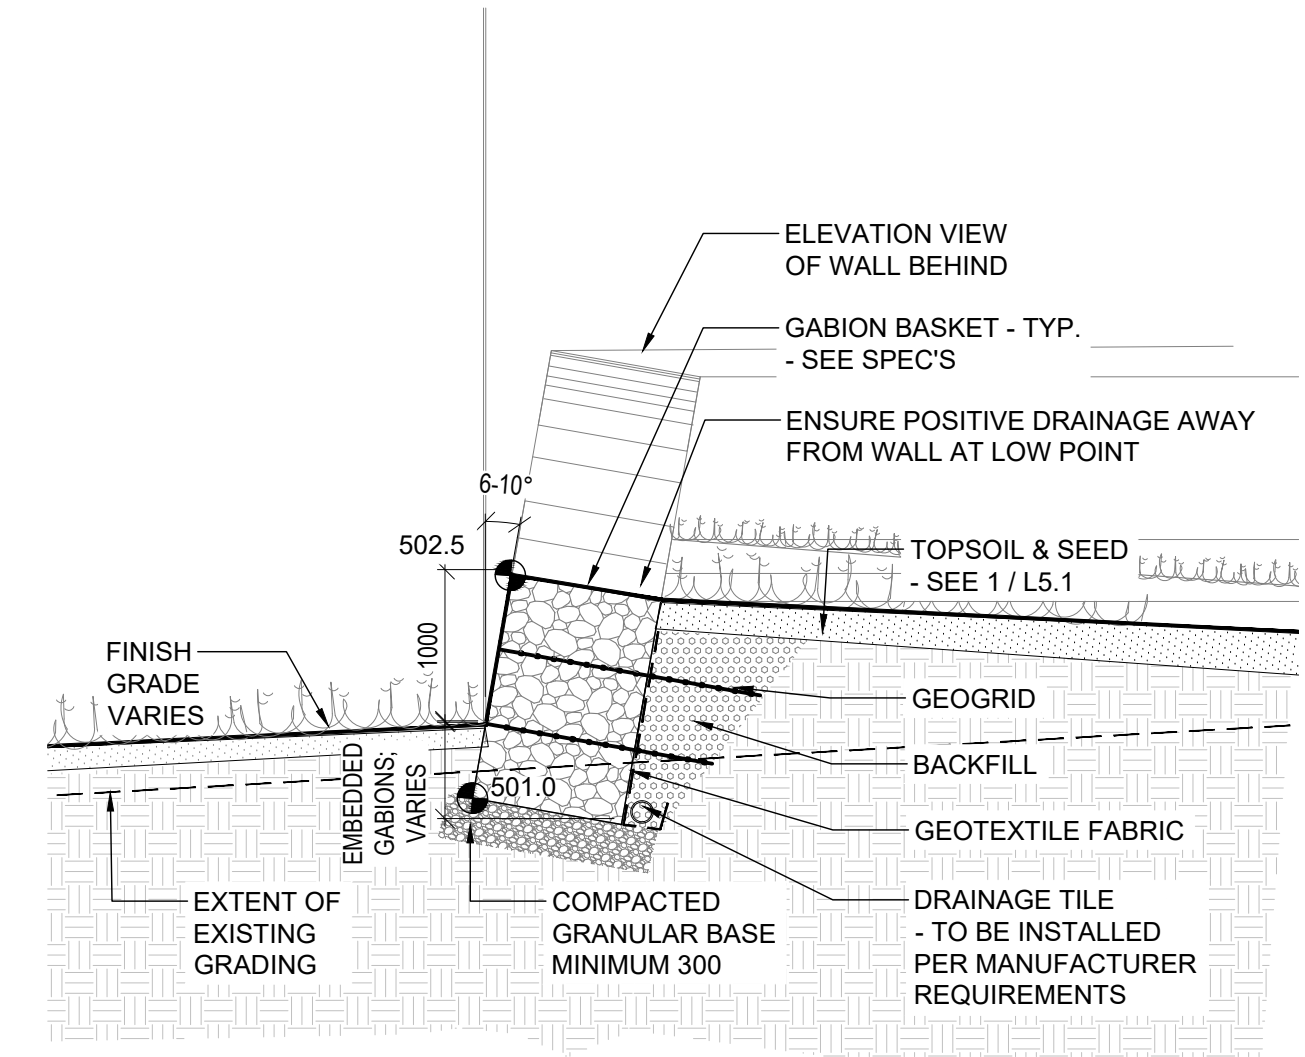 ELEVATION VIEW
OF WALL BEHIND
GABION BASKET - TYP.
- SEE SPEC'S
ENSURE POSITIVE DRAINAGE AWAY
FROM WALL AT LOW POINT
6-10°
502.5
TOPSOIL & SEED
- SEE 1 / L5.1
1000
FINISH
GRADE
VARIES
GEOGRID
EMBEDDED
GABIONS;
VARIES
501.0
BACKFILL
GEOTEXTILE FABRIC
EXTENT OF
EXISTING
GRADING
COMPACTED
GRANULAR BASE
MINIMUM 300
DRAINAGE TILE
- TO BE INSTALLED
PER MANUFACTURER
REQUIREMENTS